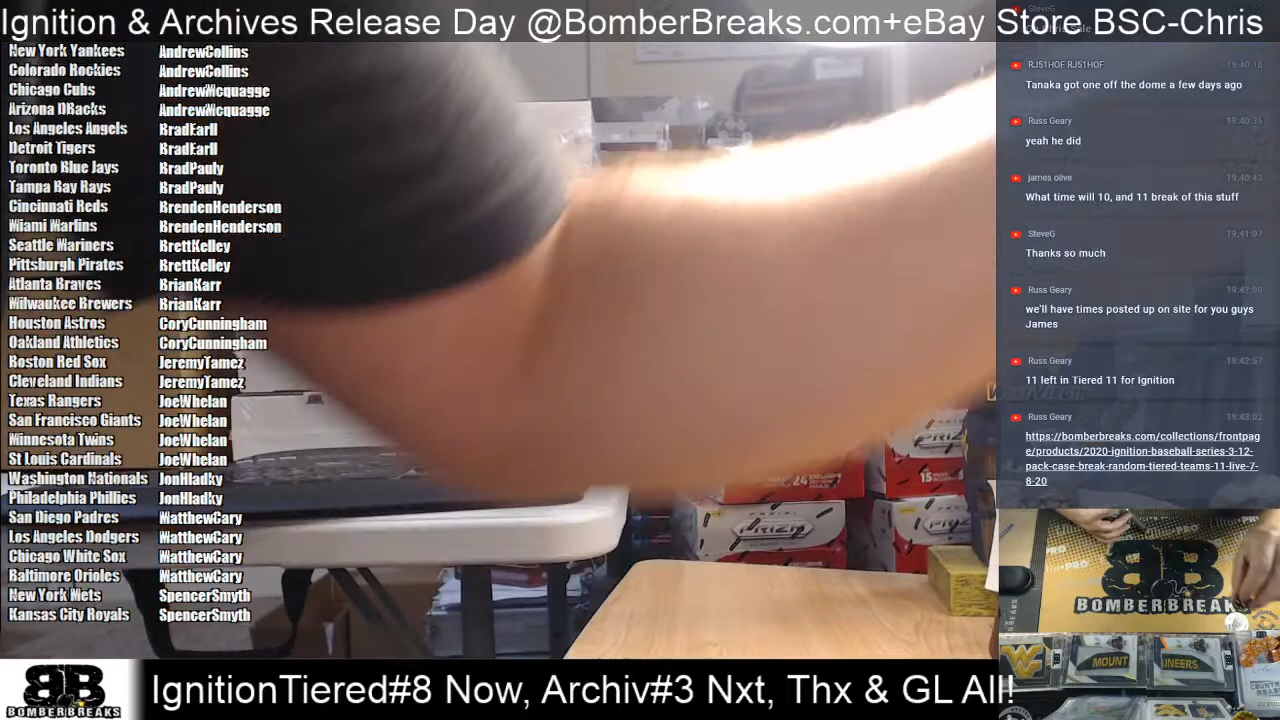 Ignition & Archives Release Day @BomberBreaks.com+eBay Store BSC-Chris
New York Yankees AndrewCollins
Colorado Rockies AndrewCollins
Chicago Cubs AndrewMcquagge
Arizona DBacks AndrewMcquagge
Los Angeles Angels BradEarll
Detroit Tigers BradEarll
Toronto Blue Jays BradPauly
Tampa Bay Rays BradPauly
Cincinnati Reds BrendenHenderson
Miami Marlins BrendenHenderson
Seattle Mariners BrettKelley
Pittsburgh Pirates BrettKelley
Atlanta Braves BrianKarr
Milwaukee Brewers BrianKarr
Houston Astros CoryCunningham
Oakland Athletics CoryCunningham
Boston Red Sox JeremyTamez
Cleveland Indians JeremyTamez
Texas Rangers JoeWhelan
San Francisco Giants JoeWhelan
Minnesota Twins JoeWhelan
St Louis Cardinals JoeWhelan
Washington Nationals JonHladky
Philadelphia Phillies JonHladky
San Diego Padres MatthewCary
Los Angeles Dodgers MatthewCary
Chicago White Sox MatthewCary
Baltimore Orioles MatthewCary
New York Mets SpencerSmyth
Kansas City Royals SpencerSmyth
SteveG
RJ51HOF RJ51HOF 19:40:18
Tanaka got one off the dome a few days ago
Russ Geary 19:40:35
yeah he did
james olive 19:40:43
What time will 10, and 11 break of this stuff
SteveG 19:41:07
Thanks so much
Russ Geary 19:42:00
we'll have times posted up on site for you guys
James
Russ Geary 19:42:57
11 left in Tiered 11 for Ignition
Russ Geary 19:43:02
https://bomberbreaks.com/collections/frontpag
e/products/2020-ignition-baseball-series-3-12-
pack-case-break-random-tiered-teams-11-live-7-
8-20
24
15
PRIZM
BOMBERBREAK
MOUNT
AINEERS
BOMBERBREAKS
IgnitionTiered#8 Now, Archiv#3 Nxt, Thx & GL All!